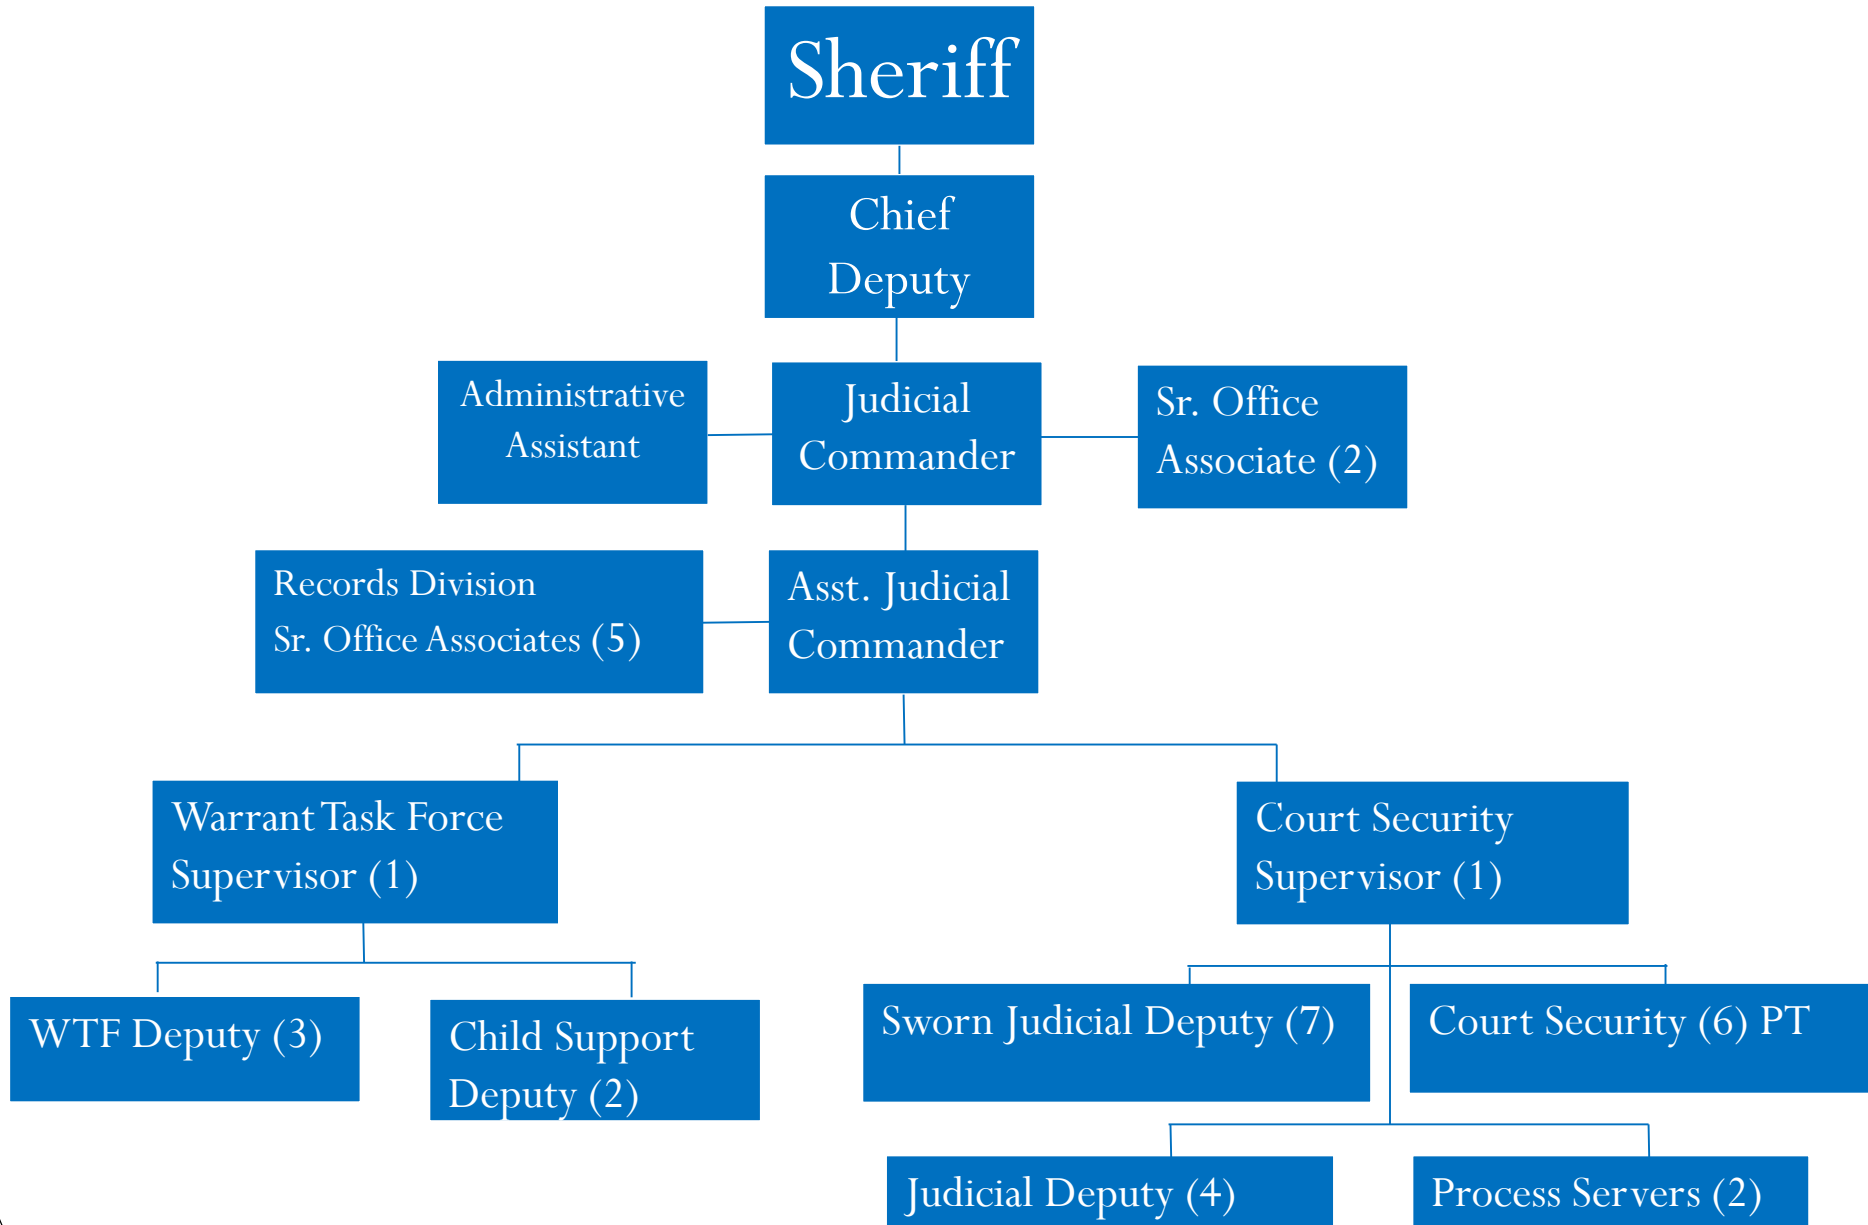 Sheriff
Chief
Deputy
Administrative
Assistant
Judicial
Commander
Sr. Office
Associate (2)
Records Division
Sr. Office Associates (5)
Asst. Judicial
Commander
Warrant Task Force
Supervisor (1)
Court Security
Supervisor (1)
WTF Deputy (3)
Child Support
Deputy (2)
Sworn Judicial Deputy (7)
Court Security (6) PT
Judicial Deputy (4)
Process Servers (2)
\